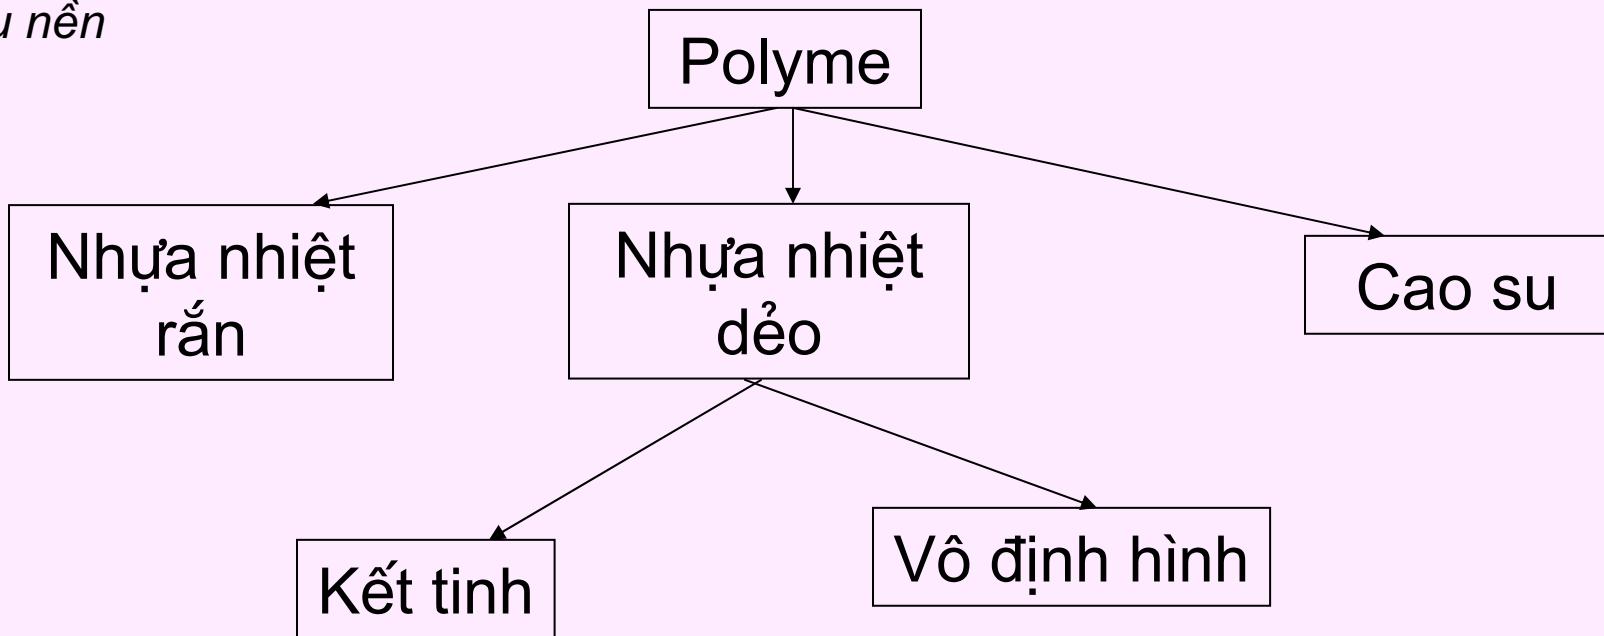 nền
Polyme
Nhựa nhiệt
rắn
Nhựa nhiệt
dẻo
Cao su
Kết tinh
Vô định hình